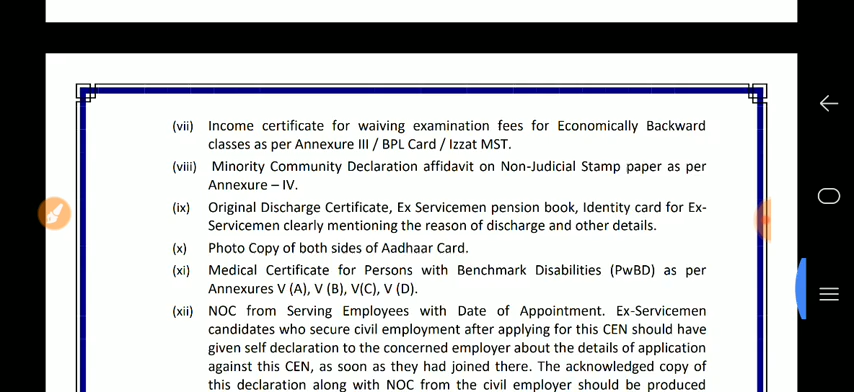 (vii) Income certificate for waiving examination fees for Economically Backward
classes as per Annexure III / BPL Card / Izzat MST.
(viii) Minority Community Declaration affidavit on Non-Judicial Stamp paper as per
Annexure – IV.
(ix) Original Discharge Certificate, Ex Servicemen pension book, Identity card for Ex-
Servicemen clearly mentioning the reason of discharge and other details.
(x) Photo Copy of both sides of Aadhaar Card.
(xi) Medical Certificate for Persons with Benchmark Disabilities (PwBD) as per
Annexures V (A), V (B), V(C), V (D).
(xii) NOC from Serving Employees with Date of Appointment. Ex-Servicemen
candidates who secure civil employment after applying for this CEN should have
given self declaration to the concerned employer about the details of application
against this CEN, as soon as they had joined there. The acknowledged copy of
this declaration along with NOC from the civil employer should be produced